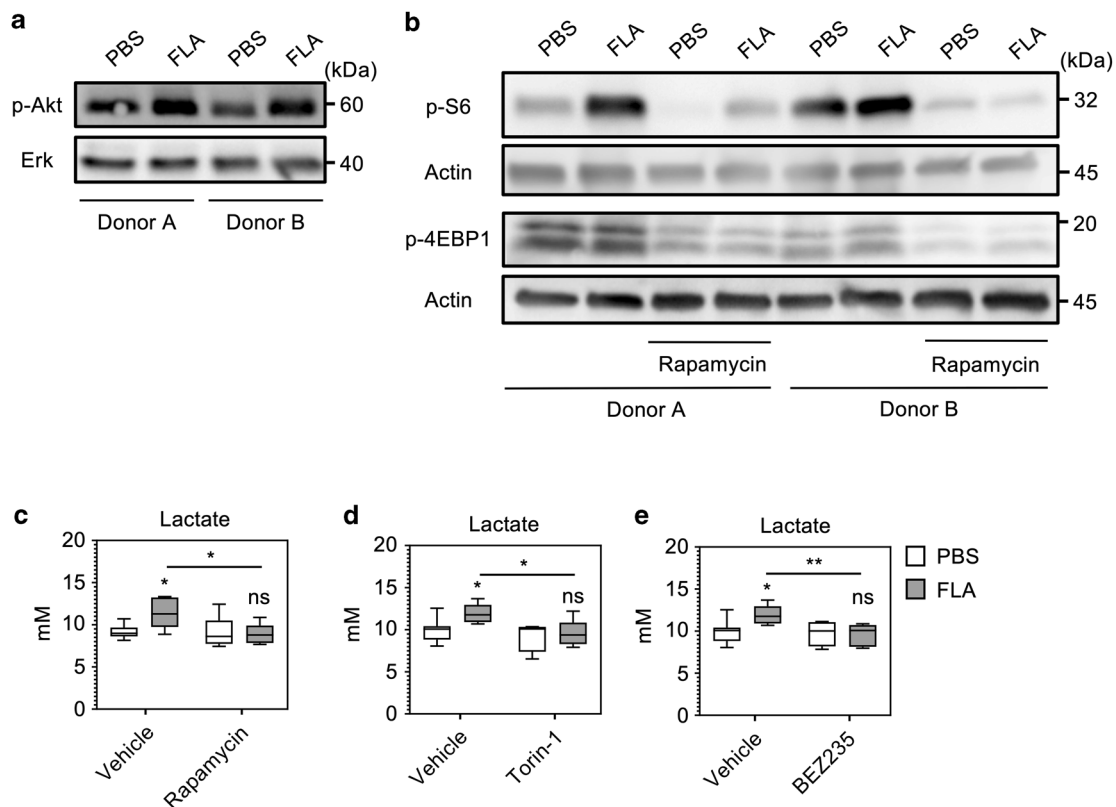 a
PBS FLA PBS FLA
(kDa)
p-Akt 60
Erk 40
Donor A Donor B
b
PBS FLA PBS FLA PBS FLA PBS FLA
(kDa)
p-S6 32
Actin 45
p-4EBP1 20
Actin 45
Rapamycin Rapamycin
Donor A Donor B
c
Lactate
mM
20
15
10
5
0
* * ns
Vehicle Rapamycin
d
Lactate
mM
20
15
10
5
0
* * ns
Vehicle Torin-1
e
Lactate
mM
20
15
10
5
0
** * ns
Vehicle BEZ235
PBS
FLA